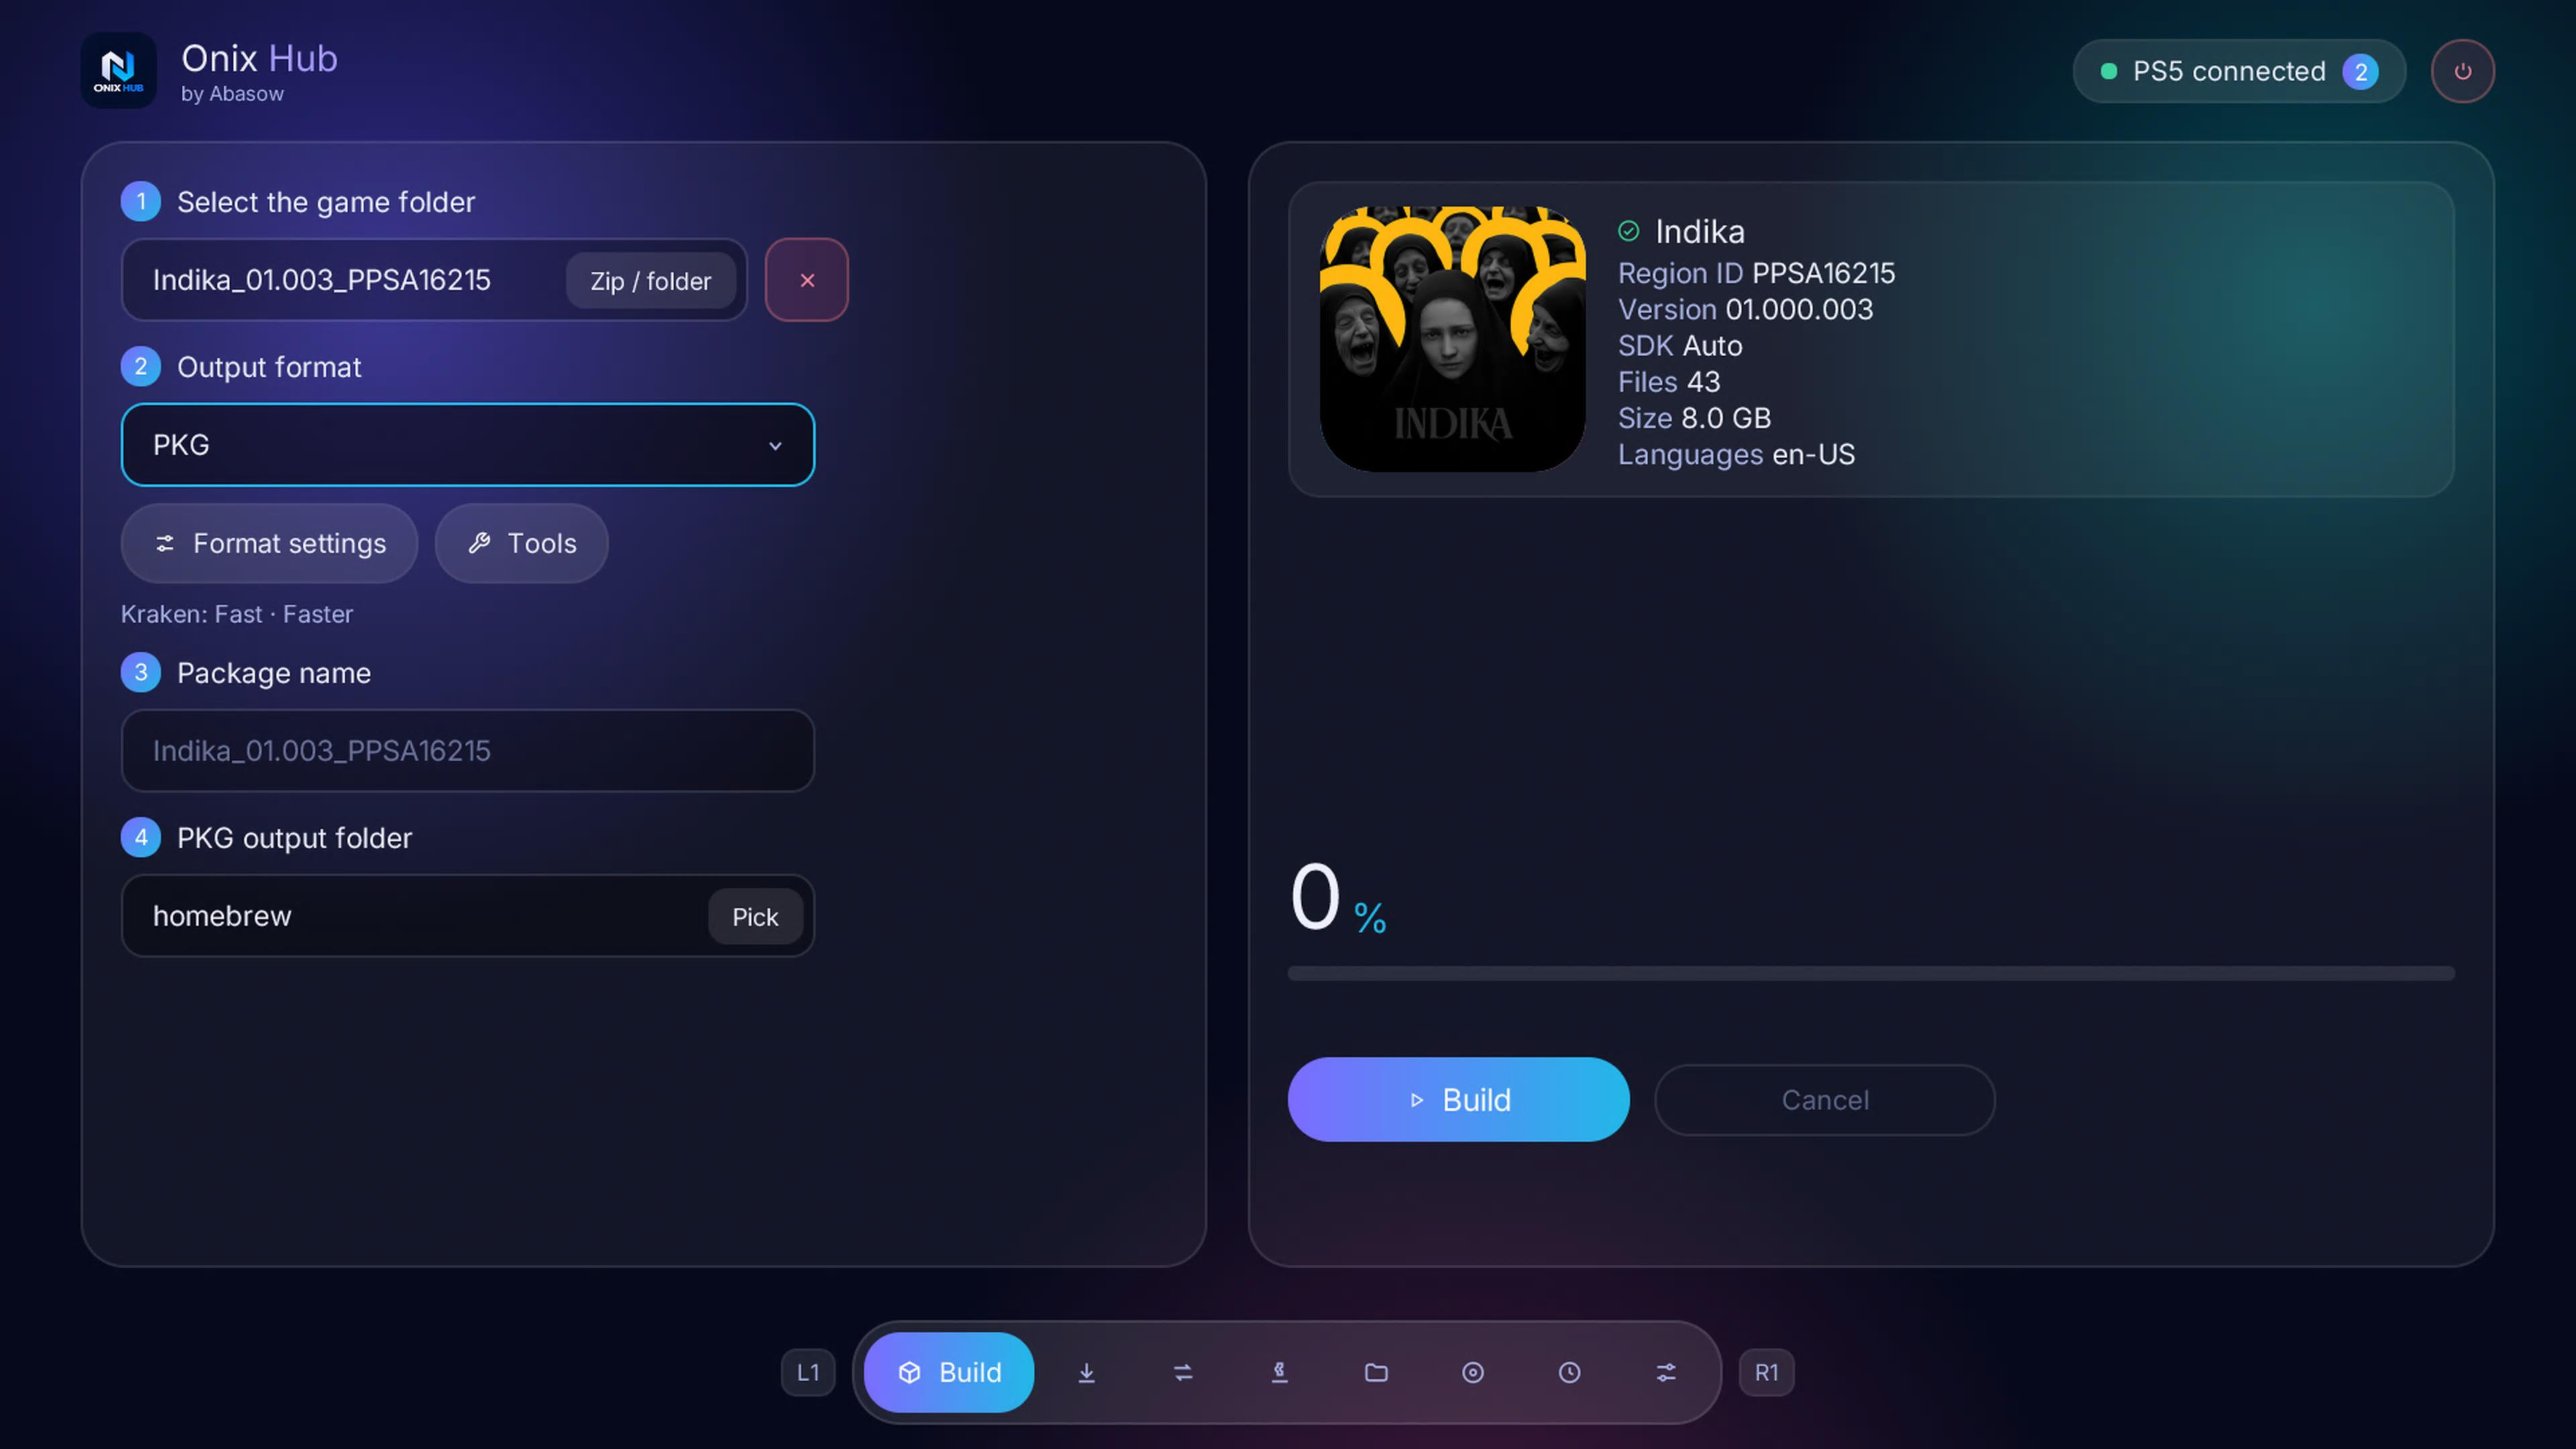 ONIX HUB
Onix Hub
by Abasow
PS5 connected 2
1 Select the game folder
Indika_01.003_PPSA16215
Zip / folder
2 Output format
PKG
Format settings
Tools
Kraken: Fast · Faster
3 Package name
Indika_01.003_PPSA16215
4 PKG output folder
homebrew
Pick
INDIKA
Indika
Region ID PPSA16215
Version 01.000.003
SDK Auto
Files 43
Size 8.0 GB
Languages en-US
0 %
Build
Cancel
L1
Build
R1